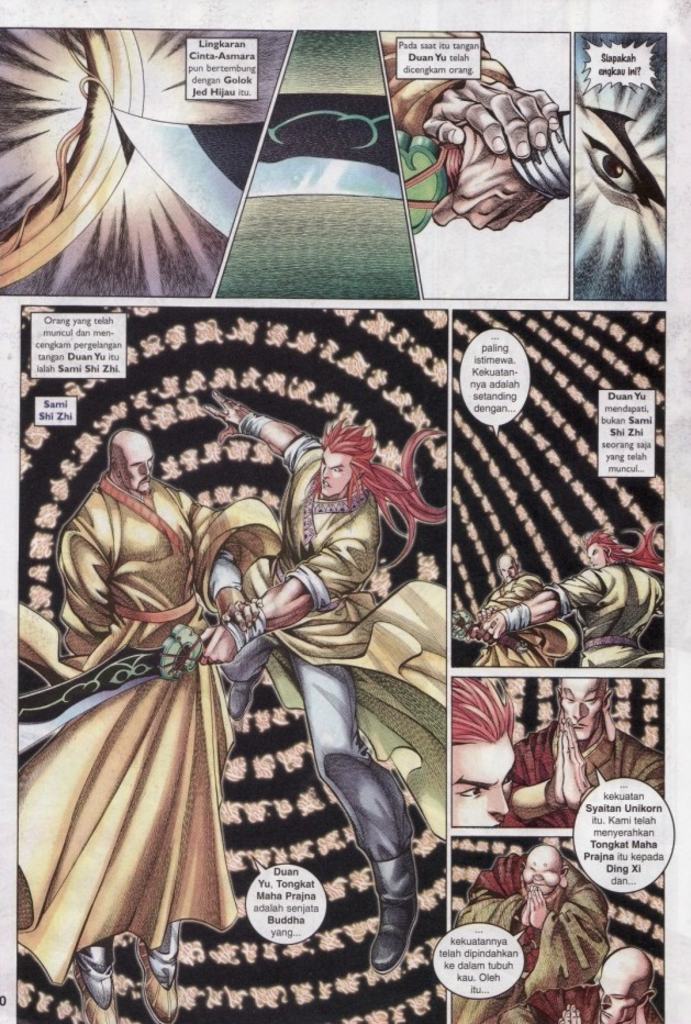 Lingkaran
Cinta-Asmara
pun bertembung
dengan Golok
Jed Hijau itu.
Pada saat itu tangan
Duan Yu telah
dicengkam orang.
Siapakah
engkau ini?
Orang yang telah
muncul dan men-
cengkam pergelangan
tangan Duan Yu itu
ialah Sami Shi Zhi.
Sami
Shi Zhi
Duan
Yu, Tongkat
Maha Prajna
adalah senjata
Buddha
yang...
...
paling
istimewa.
Kekuatan-
nya adalah
setanding
dengan...
Duan Yu
mendapati,
bukan Sami
Shi Zhi
seorang saja
yang telah
muncul...
...
kekuatan
Syaitan Unikorn
itu. Kami telah
menyerahkan
Tongkat Maha
Prajna itu kepada
Ding Xi
dan...
...
kekuatannya
telah dipindahkan
ke dalam tubuh
kau. Oleh
itu...
0